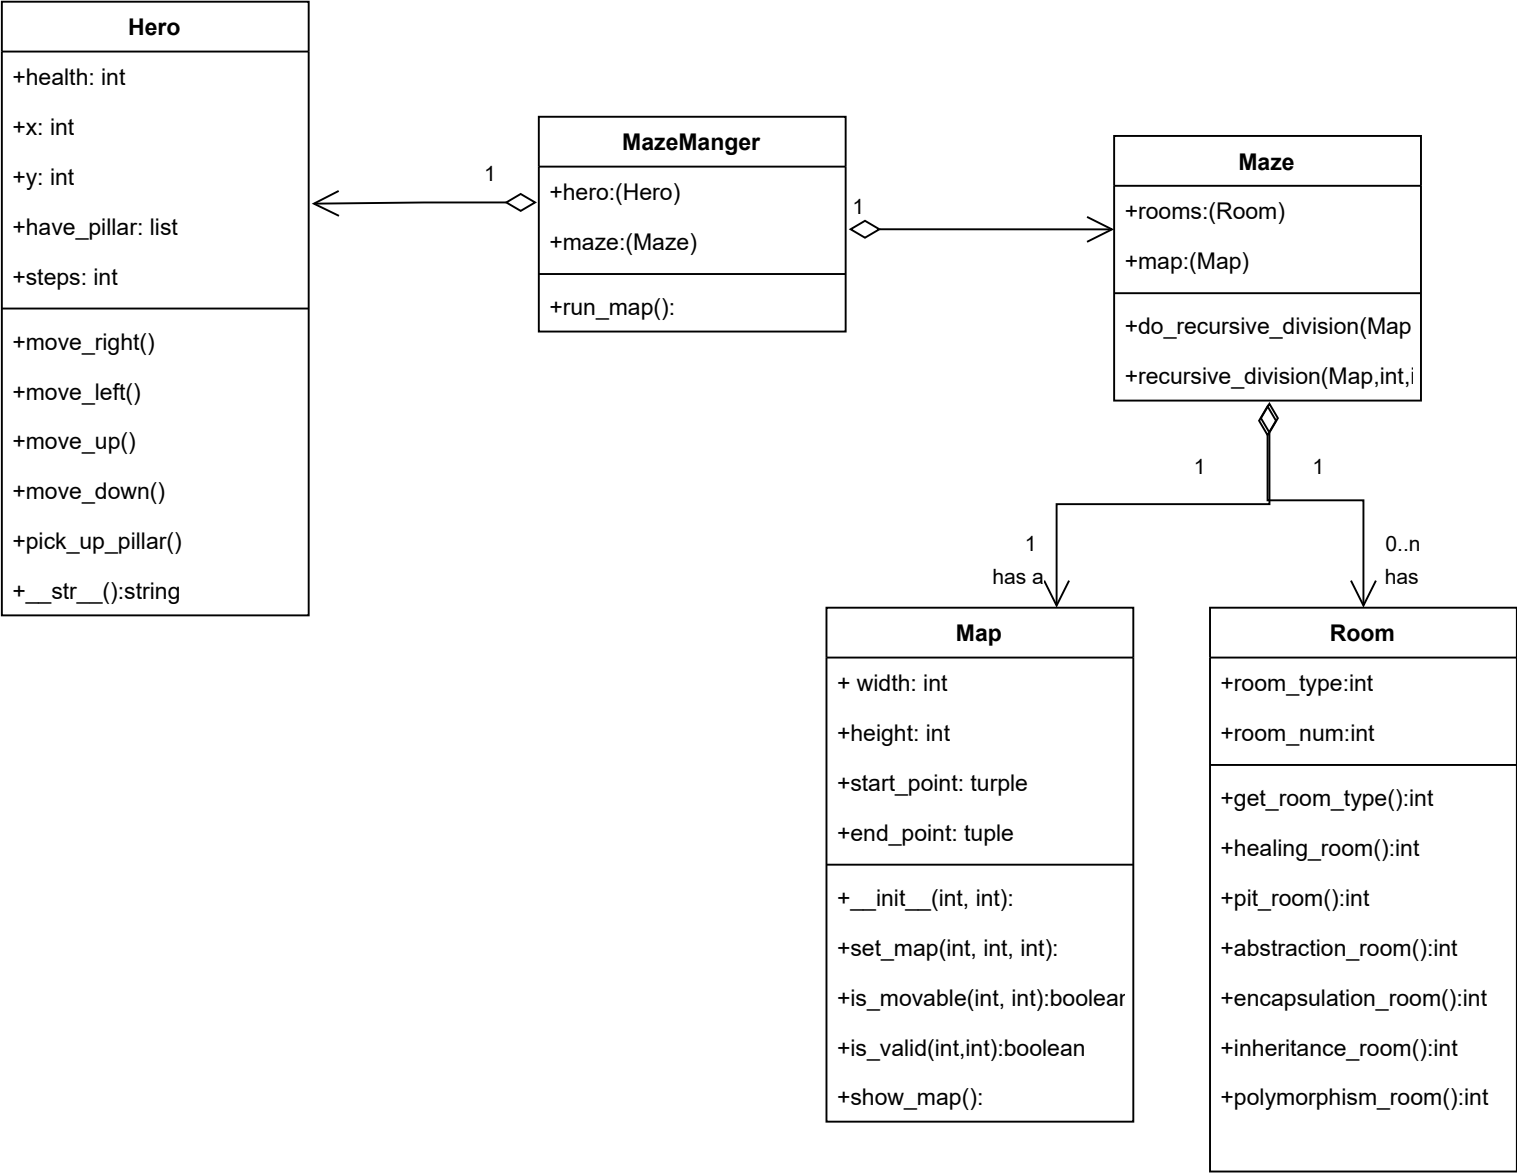 Hero
+health: int
+x: int
+y: int
+have_pillar: list
+steps: int
+move_right()
+move_left()
+move_up()
+move_down()
+pick_up_pillar()
+__str__():string
1
MazeManger
+hero:(Hero)
+maze:(Maze)
+run_map():
1
Maze
+rooms:(Room)
+map:(Map)
+do_recursive_division(Map
+recursive_division(Map,int,i
1
1
1
has a
0..n
has
Map
+ width: int
+height: int
+start_point: turple
+end_point: tuple
+__init__(int, int):
+set_map(int, int, int):
+is_movable(int, int):boolean
+is_valid(int,int):boolean
+show_map():
Room
+room_type:int
+room_num:int
+get_room_type():int
+healing_room():int
+pit_room():int
+abstraction_room():int
+encapsulation_room():int
+inheritance_room():int
+polymorphism_room():int